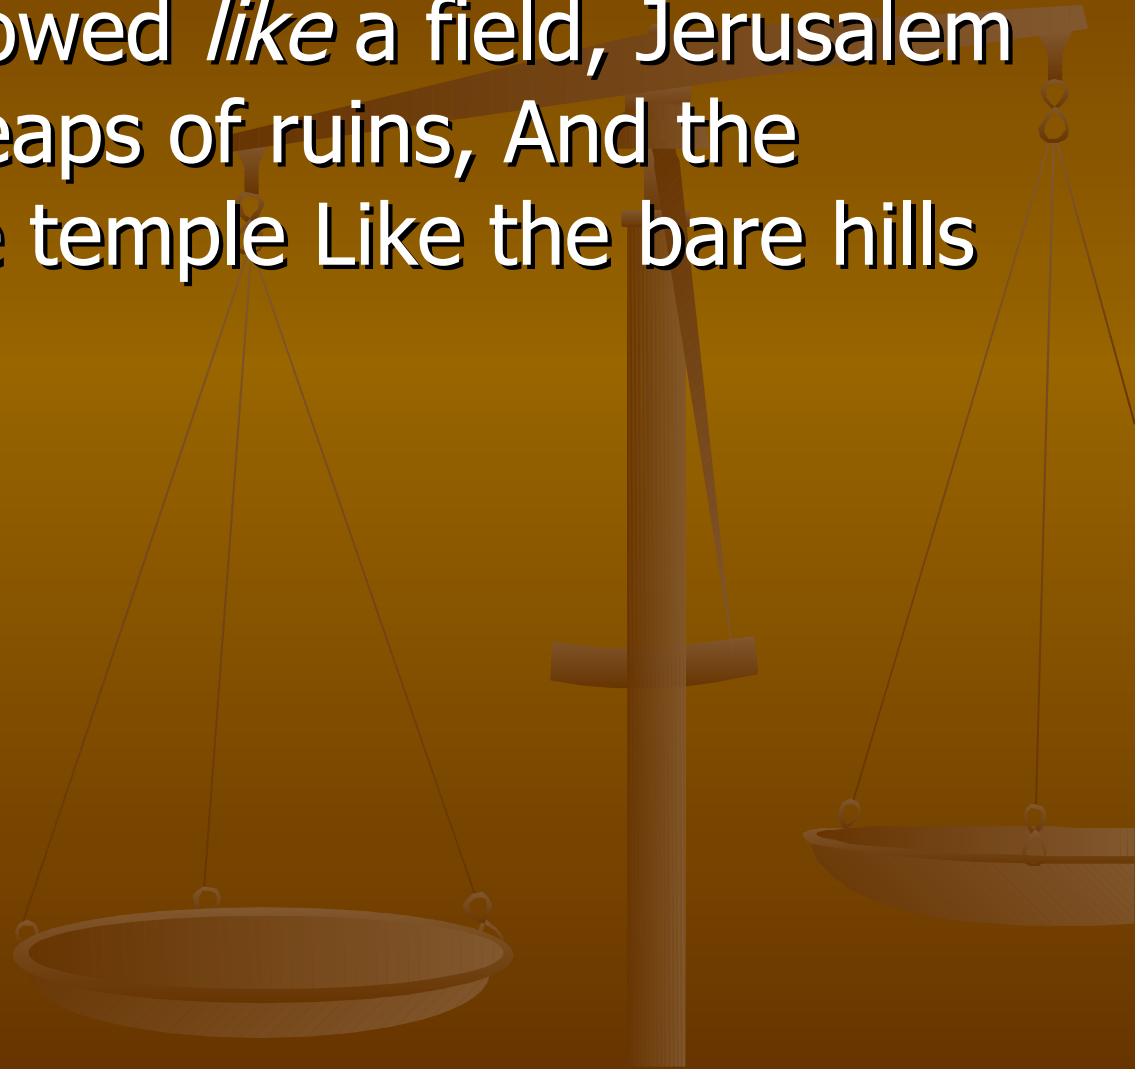 owed like a field, Jerusalem
eaps of ruins, And the
temple Like the bare hills